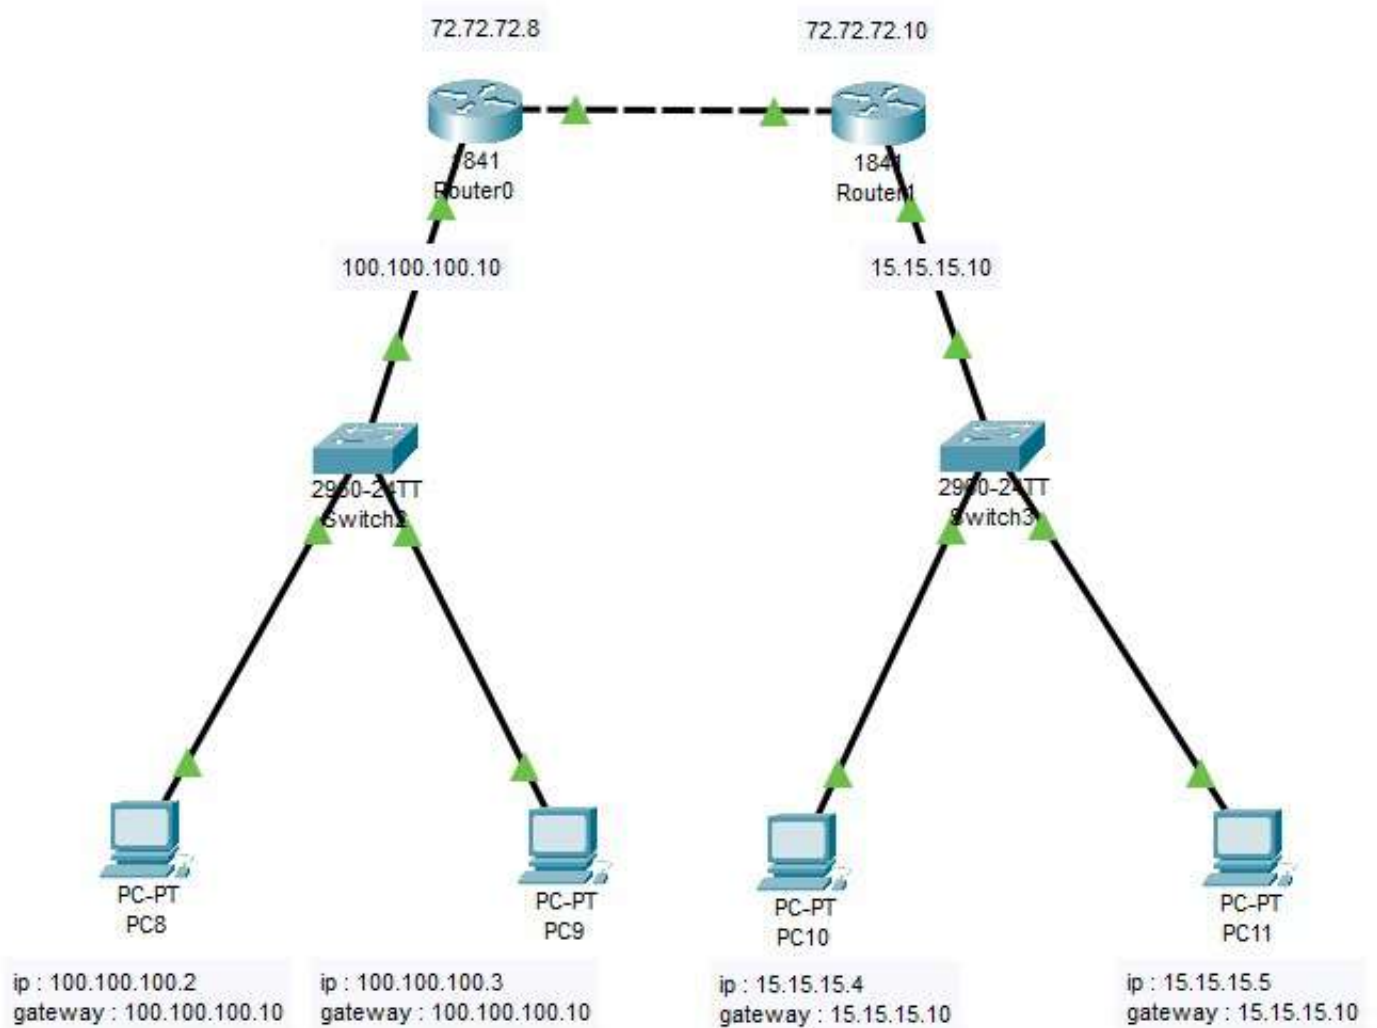 72.72.72.8
72.72.72.10
1841
Router0
1841
Router1
100.100.100.10
15.15.15.10
2960-24TT
Switch2
2960-24TT
Switch3
PC-PT
PC8
PC-PT
PC9
PC-PT
PC10
PC-PT
PC11
ip : 100.100.100.2
gateway : 100.100.100.10
ip : 100.100.100.3
gateway : 100.100.100.10
ip : 15.15.15.4
gateway : 15.15.15.10
ip : 15.15.15.5
gateway : 15.15.15.10